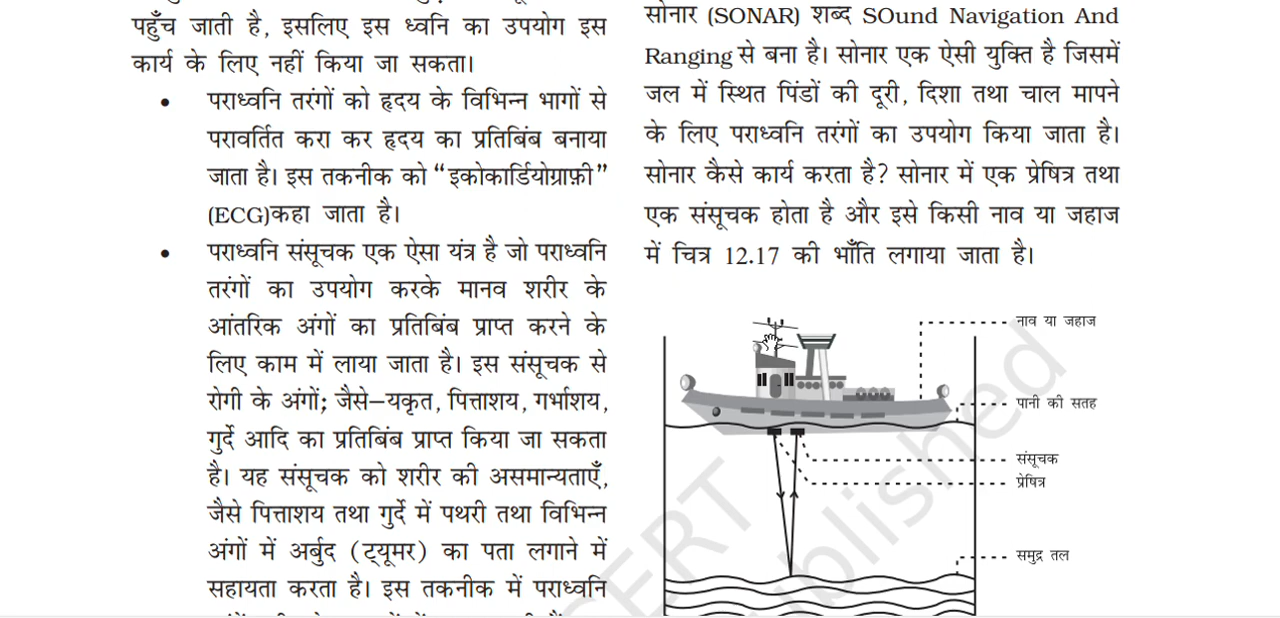 पहुँच जाती है, इसलिए इस ध्वनि का उपयोग इस
कार्य के लिए नहीं किया जा सकता।
• पराध्वनि तरंगों को हृदय के विभिन्न भागों से
परावर्तित करा कर हृदय का प्रतिबिंब बनाया
जाता है। इस तकनीक को “इकोकार्डियोग्राफ़ी”
(ECG)कहा जाता है।
• पराध्वनि संसूचक एक ऐसा यंत्र है जो पराध्वनि
तरंगों का उपयोग करके मानव शरीर के
आंतरिक अंगों का प्रतिबिंब प्राप्त करने के
लिए काम में लाया जाता है। इस संसूचक से
रोगी के अंगों; जैसे–यकृत, पित्ताशय, गर्भाशय,
गुर्दे आदि का प्रतिबिंब प्राप्त किया जा सकता
है। यह संसूचक को शरीर की असमान्यताएँ,
जैसे पित्ताशय तथा गुर्दे में पथरी तथा विभिन्न
अंगों में अर्बुद (ट्यूमर) का पता लगाने में
सहायता करता है। इस तकनीक में पराध्वनि
सोनार (SONAR) शब्द SOund Navigation And
Ranging से बना है। सोनार एक ऐसी युक्ति है जिसमें
जल में स्थित पिंडों की दूरी, दिशा तथा चाल मापने
के लिए पराध्वनि तरंगों का उपयोग किया जाता है।
सोनार कैसे कार्य करता है? सोनार में एक प्रेषित्र तथा
एक संसूचक होता है और इसे किसी नाव या जहाज
में चित्र 12.17 की भाँति लगाया जाता है।
नाव या जहाज
पानी की सतह
संसूचक
प्रेषित्र
समुद्र तल